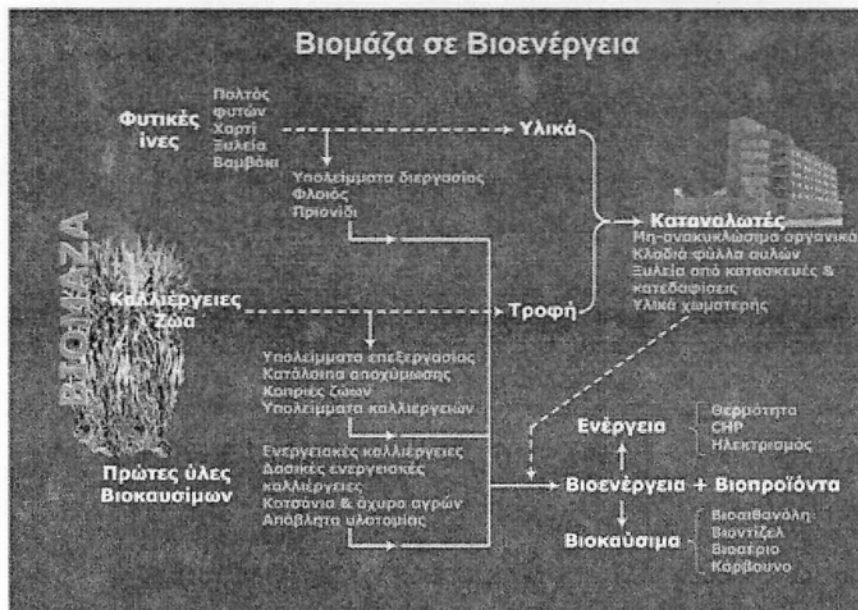 Βιομάζα σε Βιοενέργεια
Φυτικές
ίνες
Πολτός
φυτών
Χαρτί
Ξυλεία
Βαμβάκι
Υλικά
Υπολείμματα διεργασίας
Φλοιός
Πριονίδι
Καταναλωτές
Μη-ανακυκλώσιμα οργανικά
Κλαδιά φύλλα αυλών
Ξυλεία από κατασκευές &
κατεδαφίσεις
Υλικά χωματερής
ΒΙΟΜΑΖΑ
Καλλιέργειες
Ζώα
Τροφή
Υπολείμματα επεξεργασίας
Κατάλοιπα αποχύμωσης
Κοπριές ζώων
Υπολείμματα καλλιεργειών
Πρώτες ύλες
Βιοκαυσίμων
Ενεργειακές καλλιέργειες
Δασικές ενεργειακές
καλλιέργειες
Κοτσάνια & άχυρα αγρών
Απόβλητα υλοτομίας
Ενέργεια
Θερμότητα
CHP
Ηλεκτρισμός
Βιοενέργεια + Βιοπροϊόντα
Βιοκαύσιμα
Βιοαιθανόλη
Βιοντίζελ
Βιοαέριο
Κάρβουνο